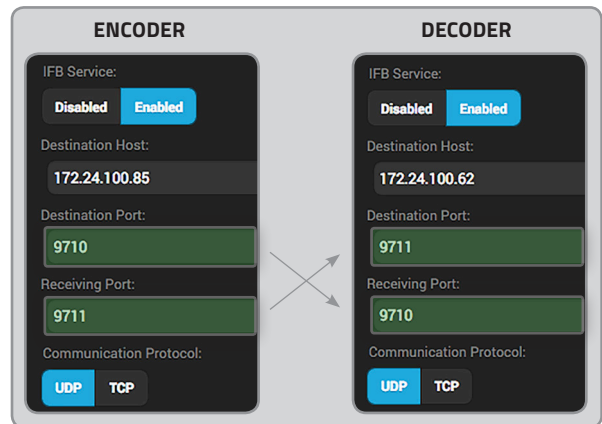 ENCODER
IFB Service:
Disabled Enabled
Destination Host:
172.24.100.85
Destination Port:
9710
Receiving Port:
9711
Communication Protocol:
UDP TCP
DECODER
IFB Service:
Disabled Enabled
Destination Host:
172.24.100.62
Destination Port:
9711
Receiving Port:
9710
Communication Protocol:
UDP TCP